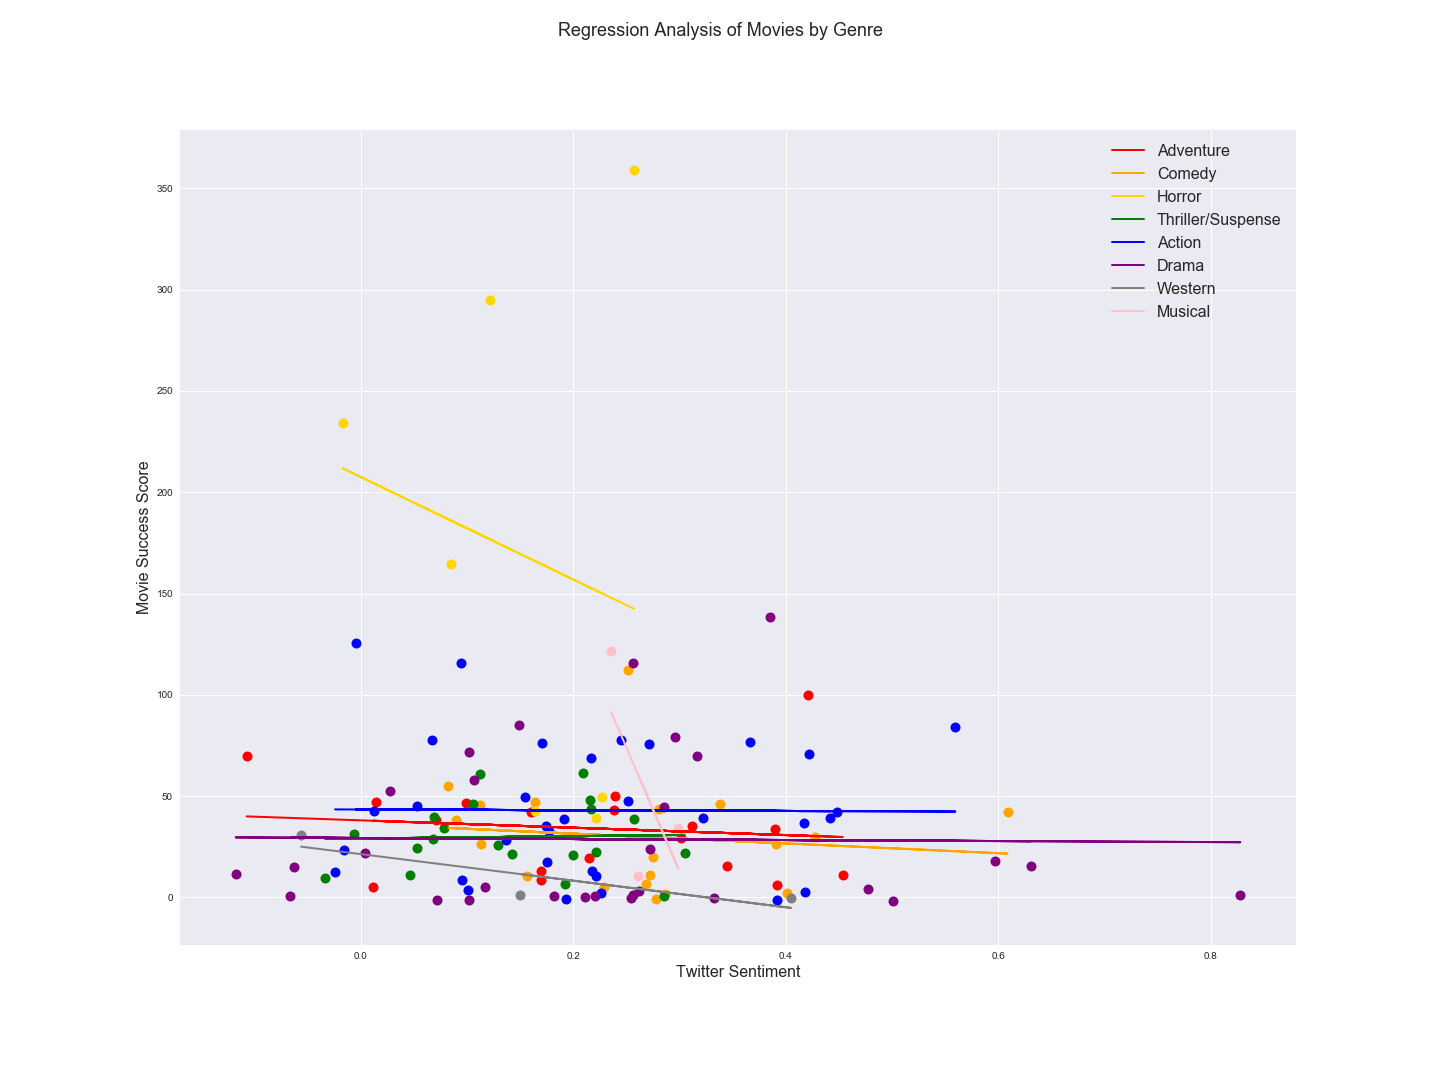 Regression Analysis of Movies by Genre
Adventure
Comedy
Horror
Thriller/Suspense
Action
Drama
Western
Musical
350
300
250
200
150
100
50
0
Movie Success Score
0.0 0.2 0.4 0.6 0.8
Twitter Sentiment